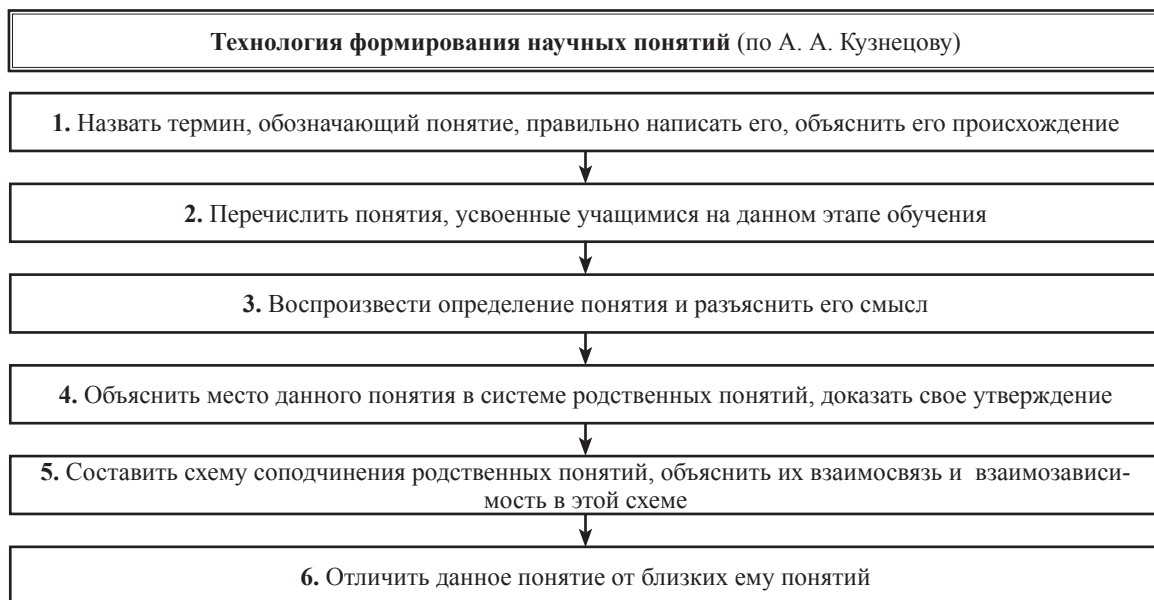 Технология формирования научных понятий (по А. А. Кузнецову)
1. Назвать термин, обозначающий понятие, правильно написать его, объяснить его происхождение
2. Перечислить понятия, усвоенные учащимися на данном этапе обучения
3. Воспроизвести определение понятия и разъяснить его смысл
4. Объяснить место данного понятия в системе родственных понятий, доказать свое утверждение
5. Составить схему соподчинения родственных понятий, объяснить их взаимосвязь и взаимозависи-
мость в этой схеме
6. Отличить данное понятие от близких ему понятий